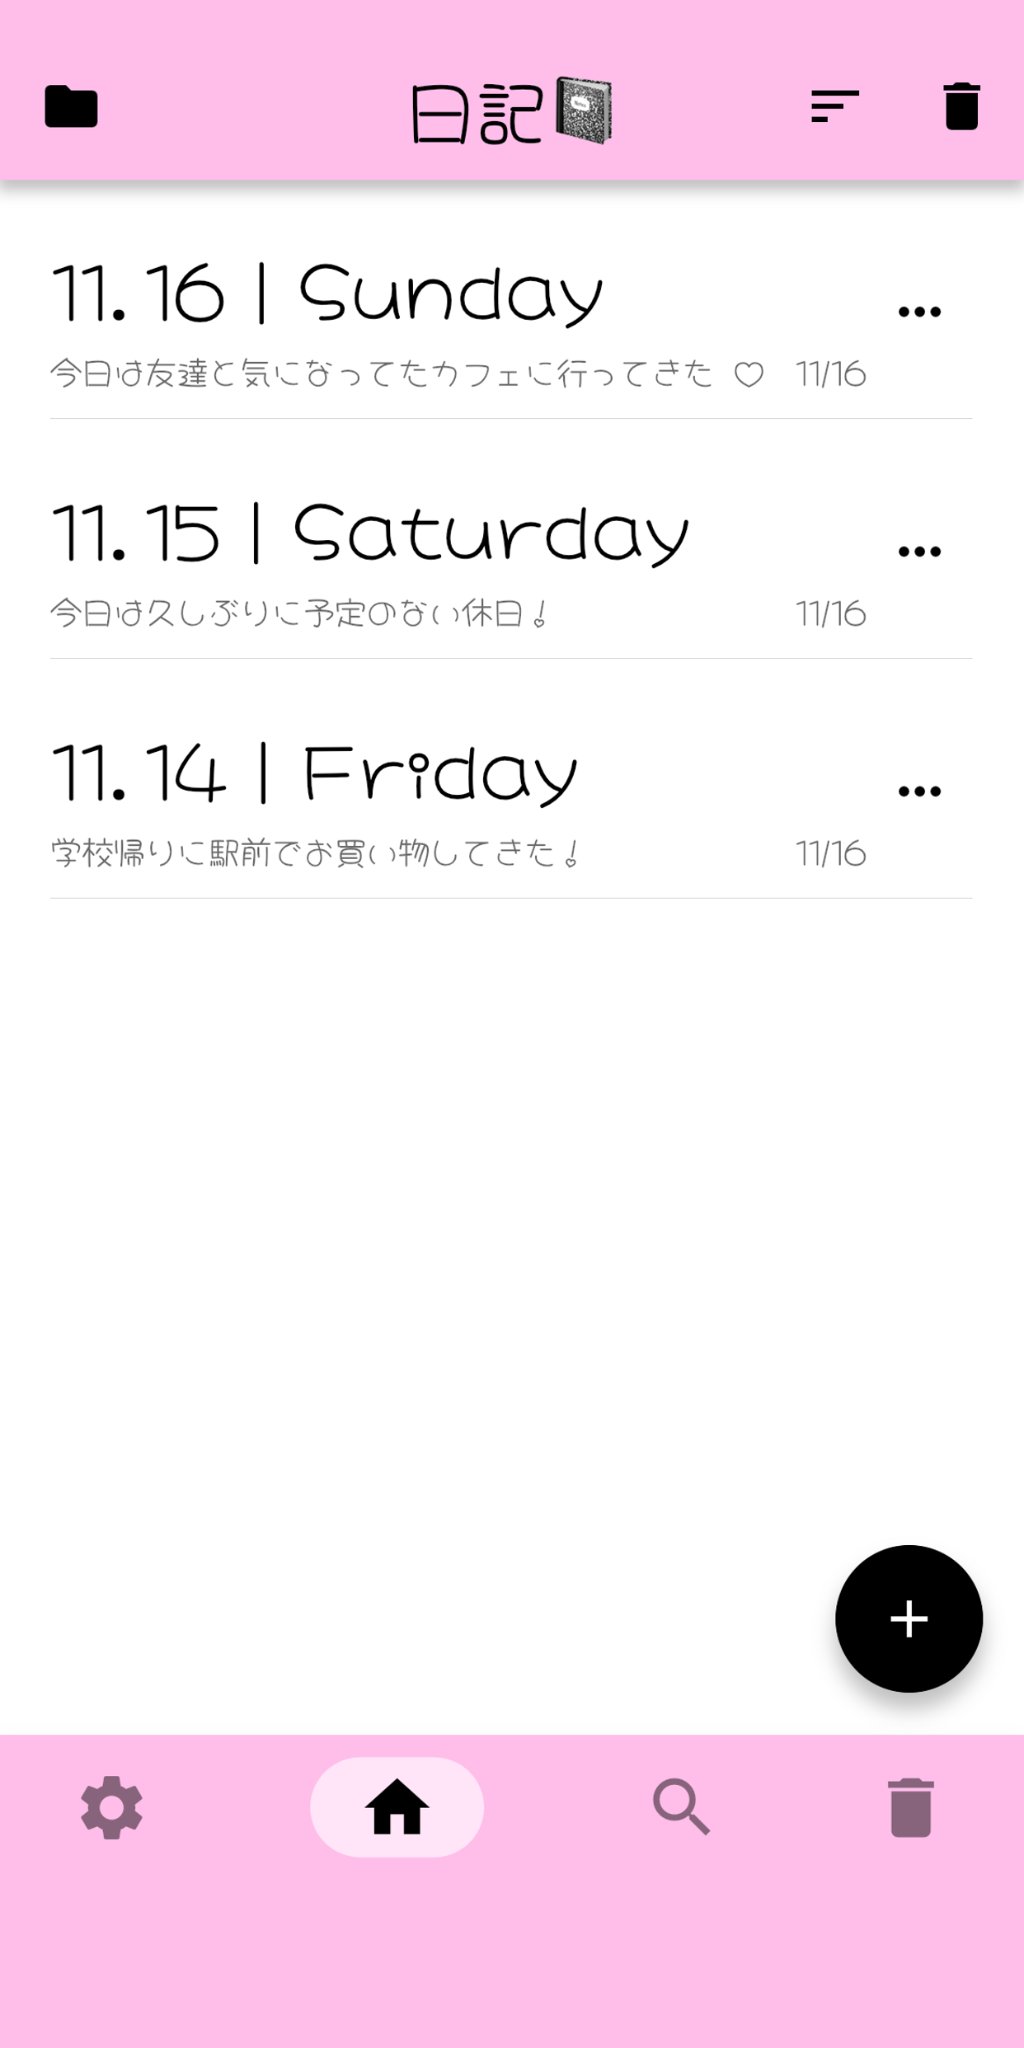 日記📓
11.16 | Sunday
今日は友達と気になってたカフェに行ってきた ♡ 11/16
11.15 | Saturday
今日は久しぶりに予定のない休日！ 11/16
11.14 | Friday
学校帰りに駅前でお買い物してきた！ 11/16